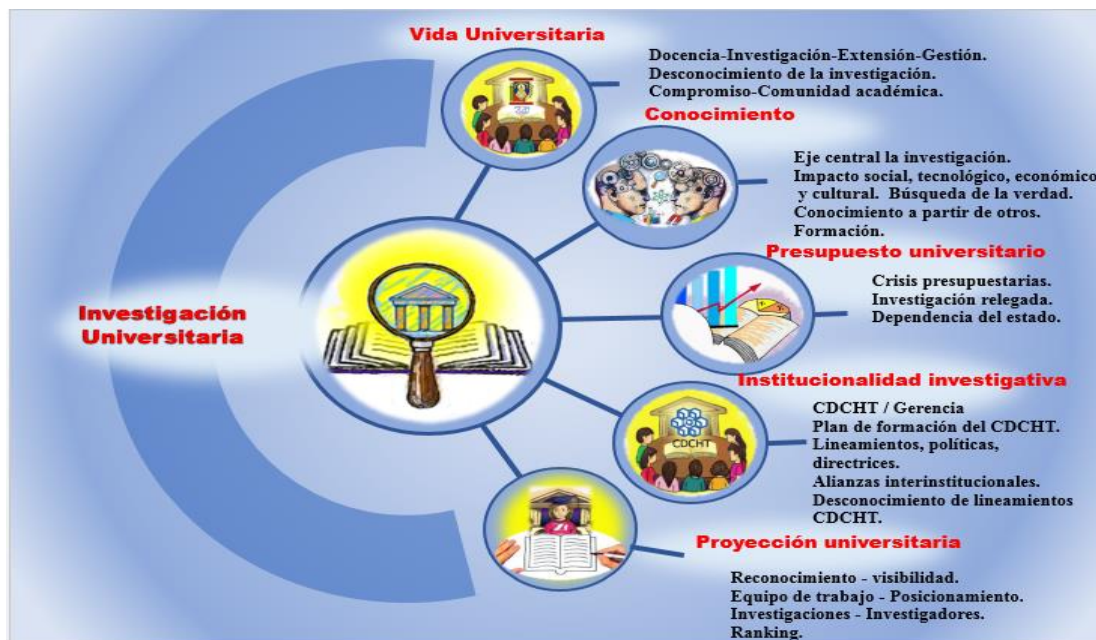 Vida Universitaria
Docencia-Investigación-Extensión-Gestión.
Desconocimiento de la investigación.
Compromiso-Comunidad académica.
Conocimiento
Eje central la investigación.
Impacto social, tecnológico, económico
y cultural. Búsqueda de la verdad.
Conocimiento a partir de otros.
Formación.
Presupuesto universitario
Crisis presupuestarias.
Investigación relegada.
Dependencia del estado.
Investigación
Universitaria
Institucionalidad investigativa
CDCHT / Gerencia
Plan de formación del CDCHT.
Lineamientos, políticas,
directrices.
Alianzas interinstitucionales.
Desconocimiento de lineamientos
CDCHT.
CDCHT
Proyección universitaria
Reconocimiento - visibilidad.
Equipo de trabajo - Posicionamiento.
Investigaciones - Investigadores.
Ranking.